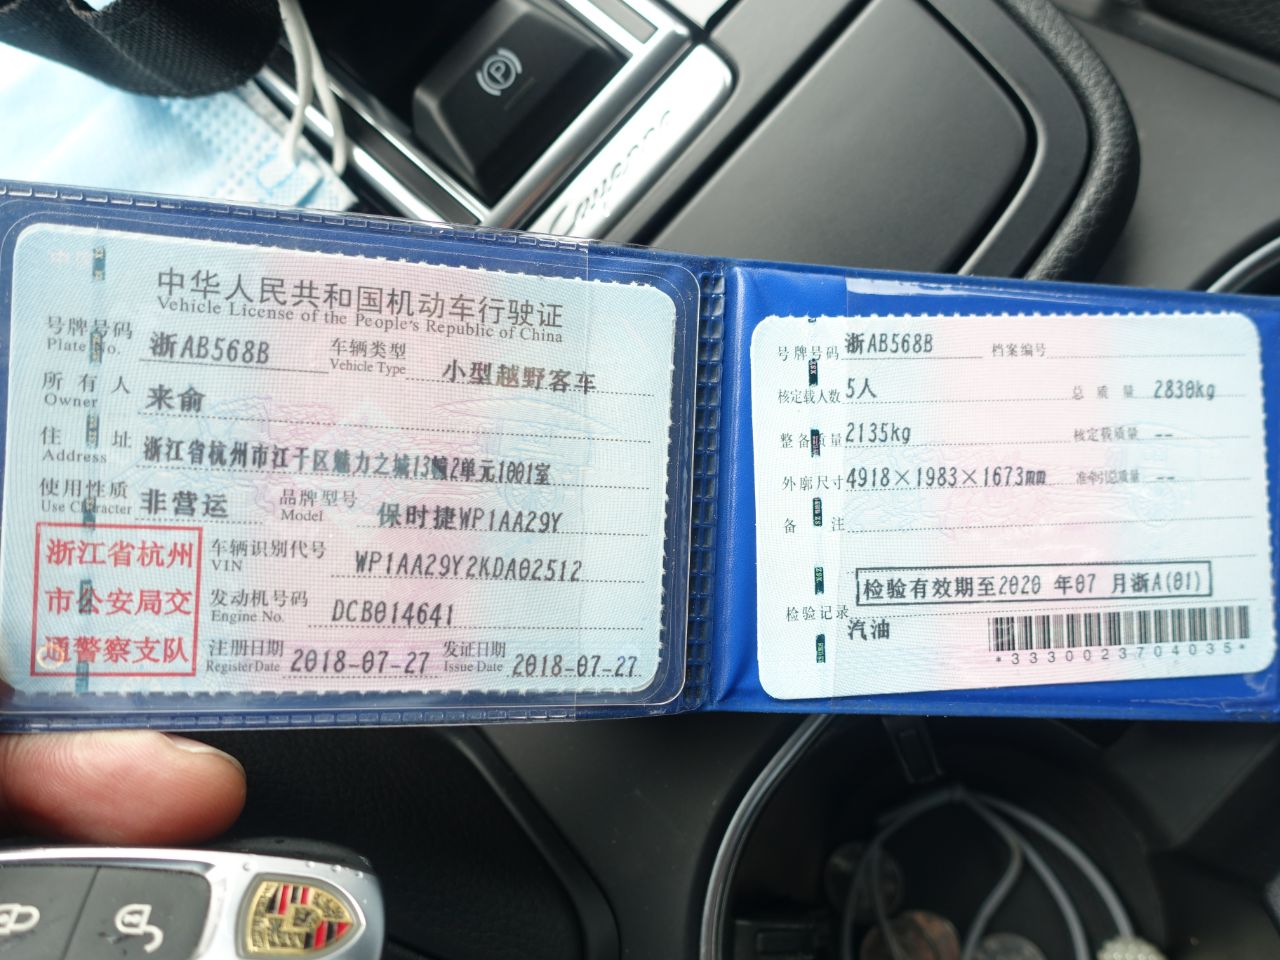 Cayenne
中华人民共和国机动车行驶证
Vehicle License of the People's Republic of China
号牌号码 浙AB568B 车辆类型 小型越野客车
Plate No. Vehicle Type
所有人 来俞
Owner
住址 浙江省杭州市江干区魅力之城13幢2单元1001室
Address
使用性质 非营运 品牌型号 保时捷WP1AA29Y
Use Character Model
浙江省杭州
市公安局交
通警察支队
车辆识别代号 WP1AA29Y2KDA02512
VIN
发动机号码 DCB014641
Engine No.
注册日期 2018-07-27 发证日期 2018-07-27
Register Date Issue Date
号牌号码 浙AB568B 档案编号
核定载人数 5人 总质量 2830kg
整备质量 2135kg 核定载质量 --
外廓尺寸 4918×1983×1673mm 准牵引总质量 --
备注
检验有效期至2020 年07 月浙A(01)
检验记录
汽油
*3330023704035*